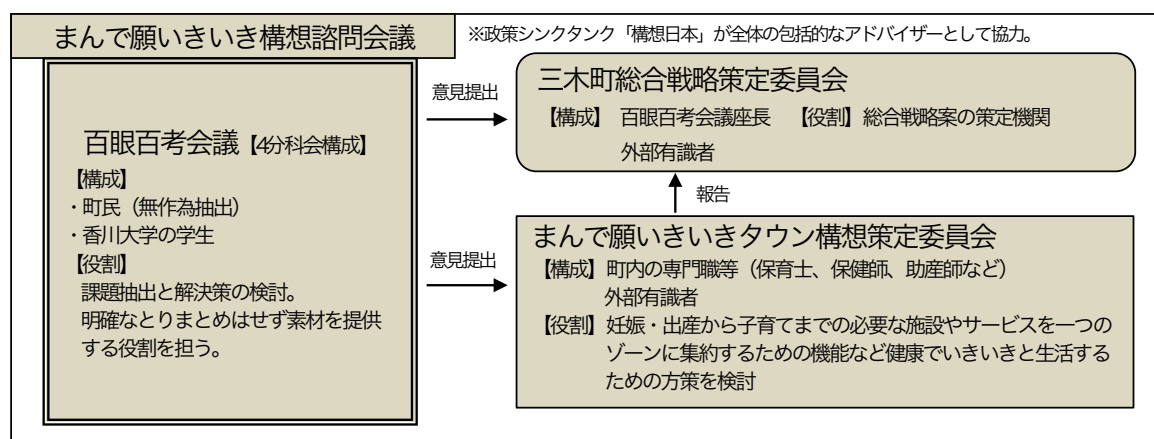 まんで願いきいき構想諮問会議
※政策シンクタンク「構想日本」が全体の包括的なアドバイザーとして協力。
百眼百考会議【4分科会構成】
【構成】
・町民（無作為抽出）
・香川大学の学生
【役割】
課題抽出と解決策の検討。
明確なとりまとめはせず素材を提供
する役割を担う。
意見提出
三木町総合戦略策定委員会
【構成】 百眼百考会議座長 【役割】総合戦略案の策定機関
外部有識者
報告
意見提出
まんで願いきいきタウン構想策定委員会
【構成】町内の専門職等（保育士、保健師、助産師など）
外部有識者
【役割】妊娠・出産から子育てまでの必要な施設やサービスを一つの
ゾーンに集約するための機能など健康でいきいきと生活する
ための方策を検討